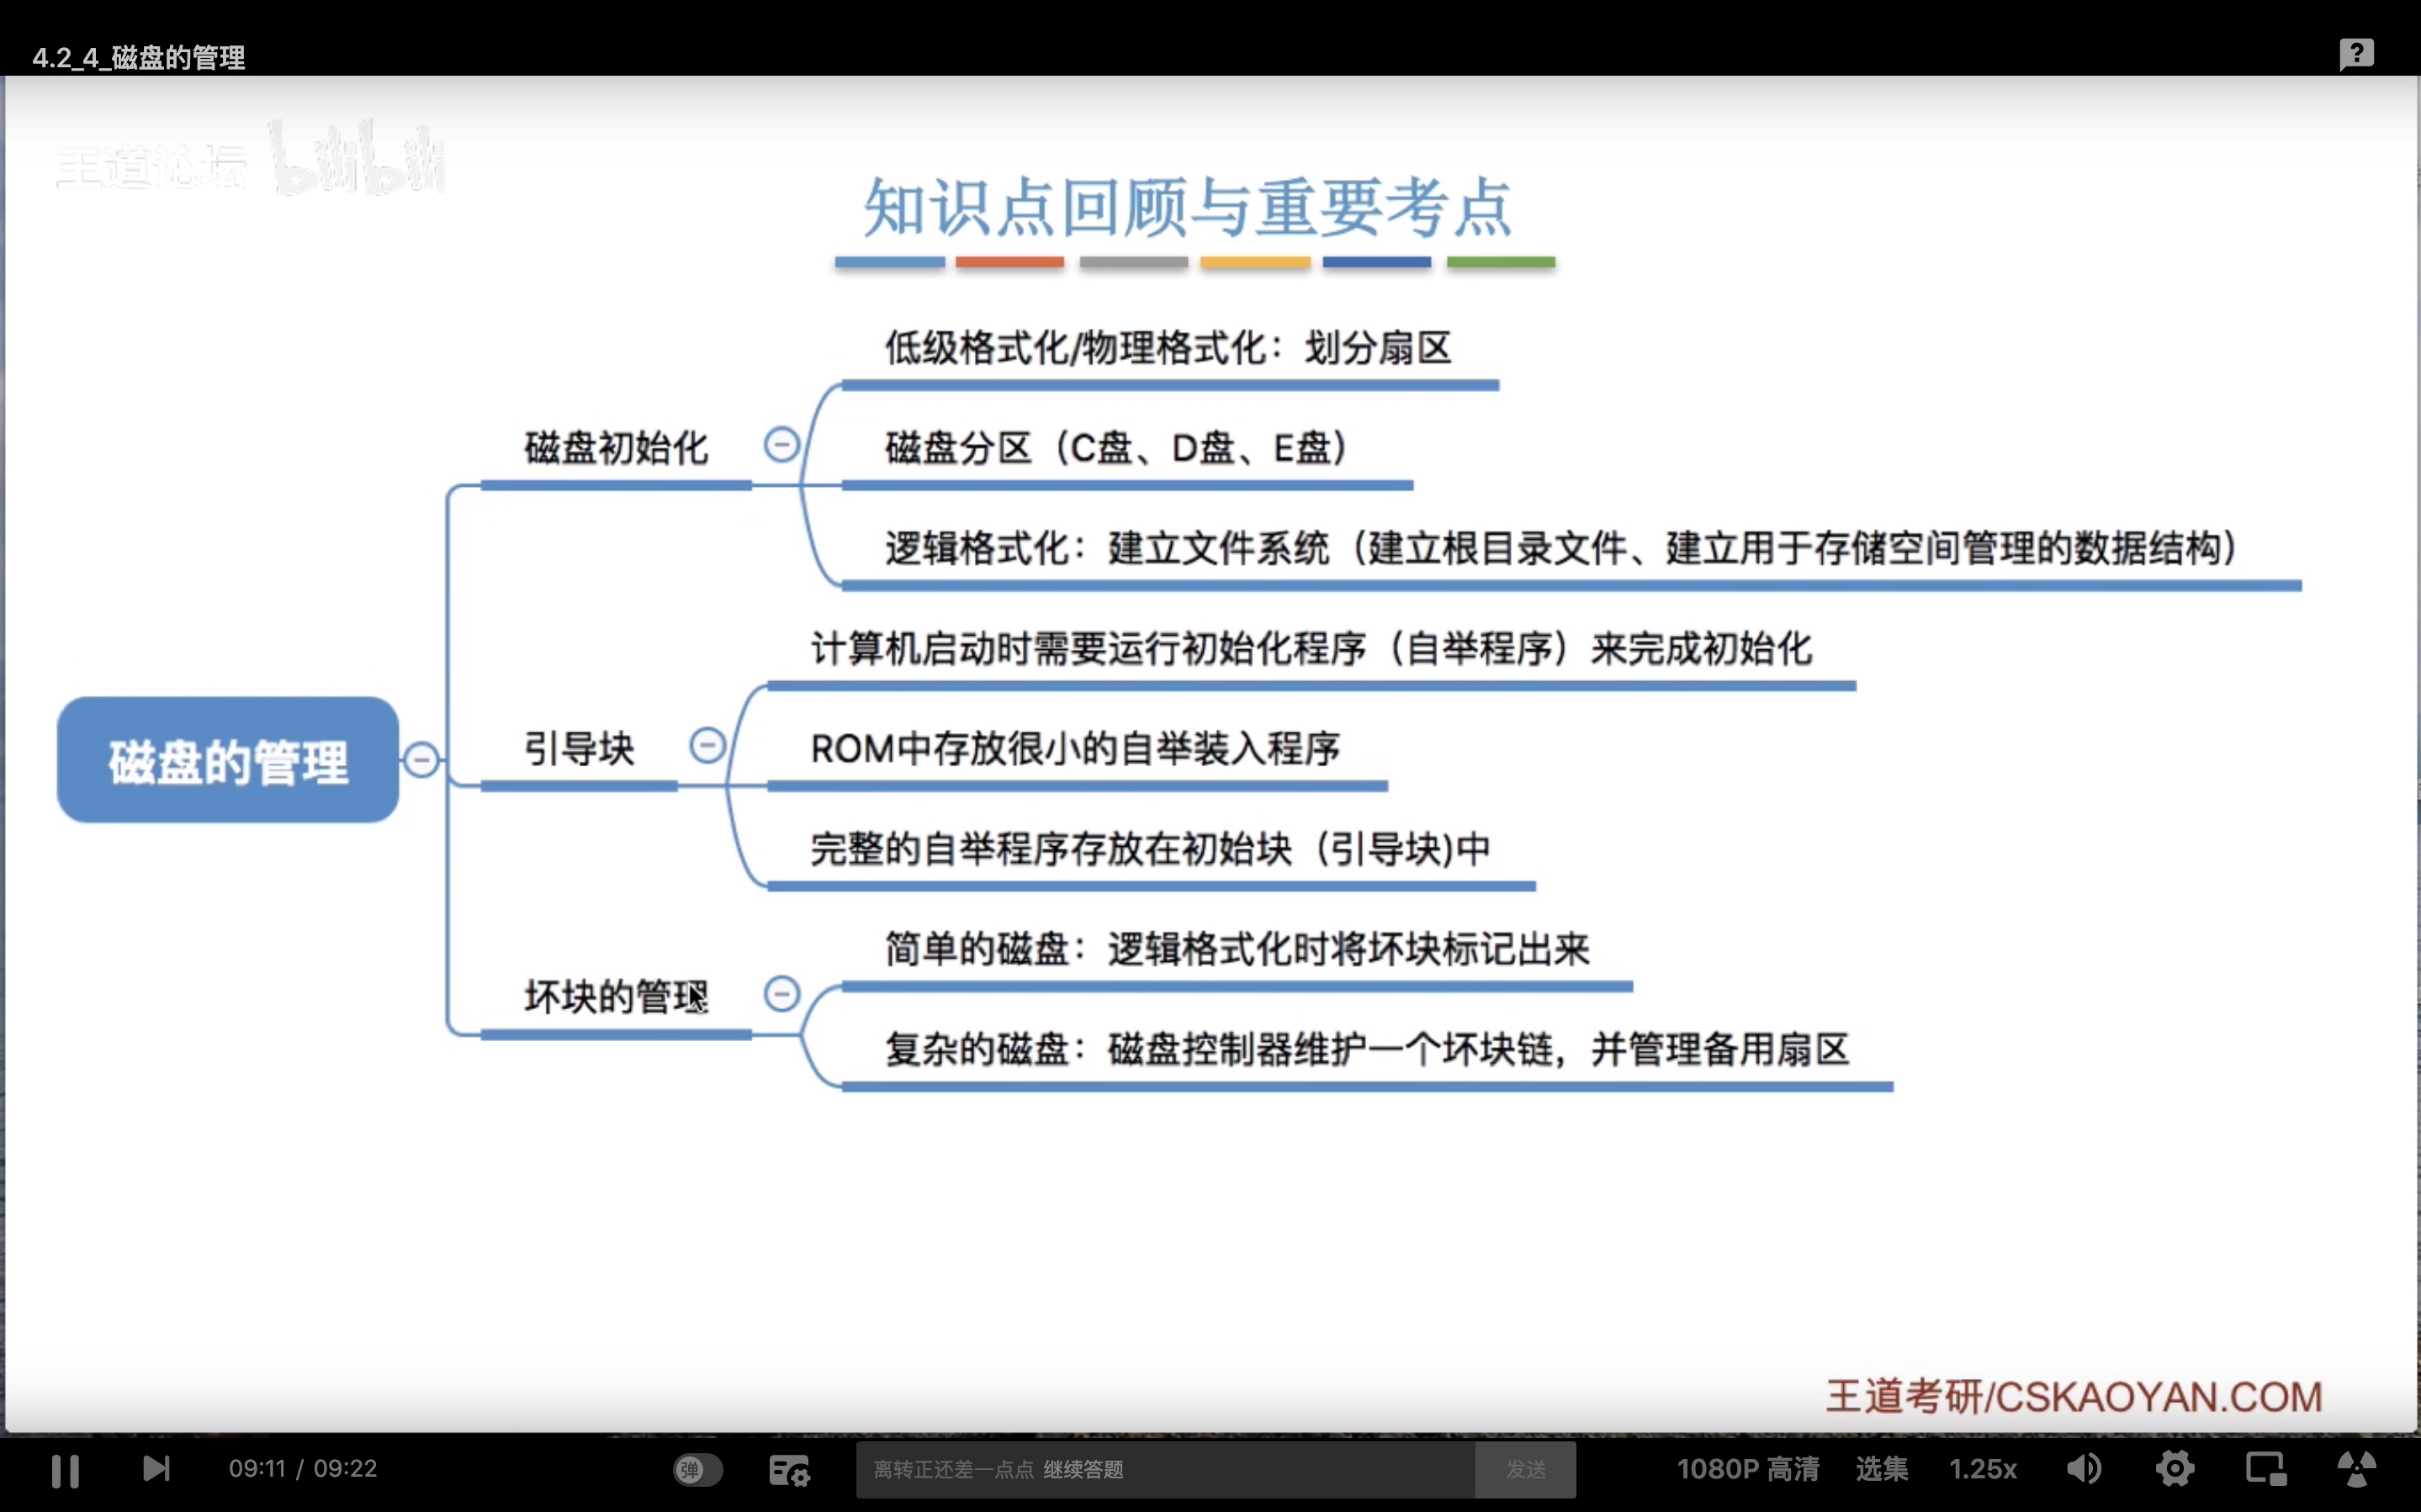 4.2_4_磁盘的管理
王道论坛 bilibili
知识点回顾与重要考点
低级格式化/物理格式化：划分扇区
磁盘初始化
磁盘分区（C盘、D盘、E盘）
逻辑格式化：建立文件系统（建立根目录文件、建立用于存储空间管理的数据结构）
计算机启动时需要运行初始化程序（自举程序）来完成初始化
磁盘的管理
引导块
ROM中存放很小的自举装入程序
完整的自举程序存放在初始块（引导块)中
简单的磁盘：逻辑格式化时将坏块标记出来
坏块的管理
复杂的磁盘：磁盘控制器维护一个坏块链，并管理备用扇区
王道考研/CSKAOYAN.COM
09:11 / 09:22
弹
离转正还差一点点 继续答题
发送
1080P 高清
选集
1.25x